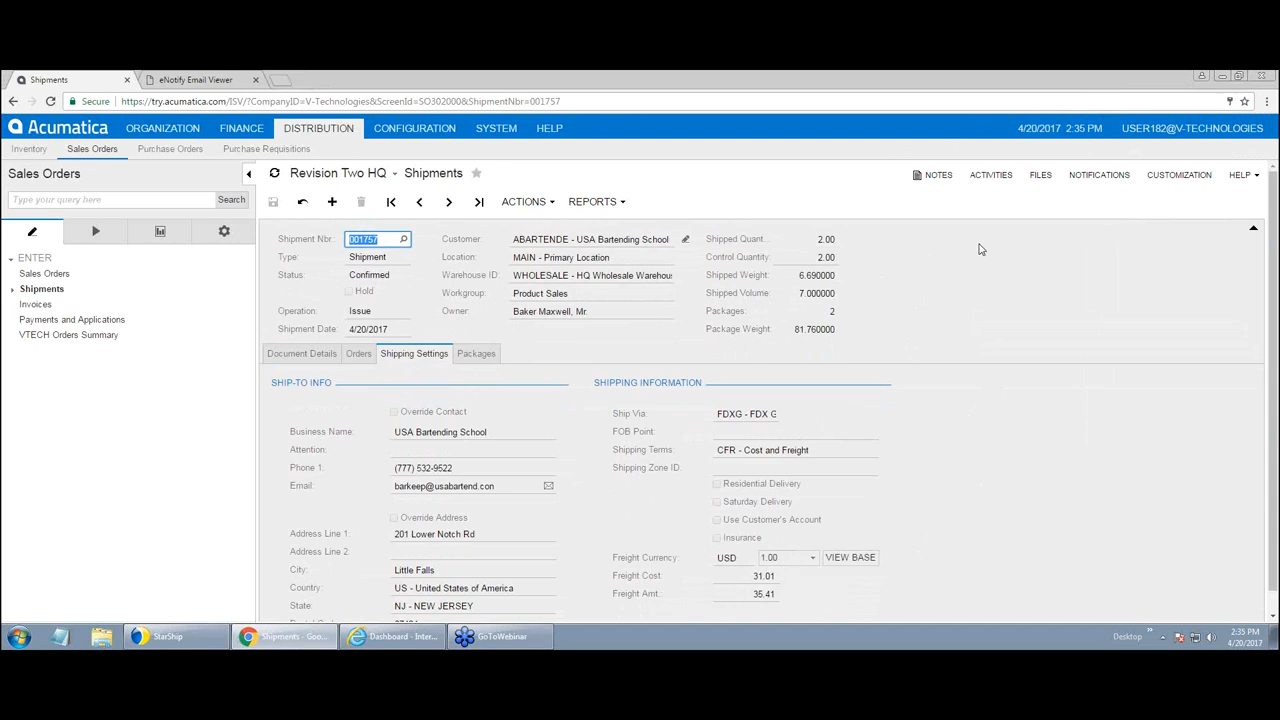 Shipments
eNotify Email Viewer
Secure https://try.acumatica.com/ISV/?CompanyID=V-Technologies&ScreenId=SO302000&ShipmentNbr=001757
Acumatica ORGANIZATION FINANCE DISTRIBUTION CONFIGURATION SYSTEM HELP 4/20/2017 2:35 PM USER182@V-TECHNOLOGIES
Inventory Sales Orders Purchase Orders Purchase Requisitions
Sales Orders
Type your query here Search
ENTER
Sales Orders
Shipments
Invoices
Payments and Applications
VTECH Orders Summary
Revision Two HQ Shipments NOTES ACTIVITIES FILES NOTIFICATIONS CUSTOMIZATION HELP
ACTIONS REPORTS
Shipment Nbr.: 001757 Customer: ABARTENDE - USA Bartending School Shipped Quant... 2.00
Type: Shipment Location: MAIN - Primary Location Control Quantity: 2.00
Status: Confirmed Warehouse ID: WHOLESALE - HQ Wholesale Warehou Shipped Weight: 6.690000
Hold Workgroup: Product Sales Shipped Volume: 7.000000
Operation: Issue Owner: Baker Maxwell, Mr. Packages: 2
Shipment Date: 4/20/2017 Package Weight: 81.760000
Document Details Orders Shipping Settings Packages
SHIP-TO INFO
Override Contact
Business Name: USA Bartending School
Attention:
Phone 1: (777) 532-9522
Email: barkeep@usabartend.con
Override Address
Address Line 1: 201 Lower Notch Rd
Address Line 2:
City: Little Falls
Country: US - United States of America
State: NJ - NEW JERSEY
SHIPPING INFORMATION
Ship Via: FDXG - FDX G
FOB Point:
Shipping Terms: CFR - Cost and Freight
Shipping Zone ID:
Residential Delivery
Saturday Delivery
Use Customer's Account
Insurance
Freight Currency: USD 1.00 VIEW BASE
Freight Cost: 31.01
Freight Amt.: 35.41
StarShip
Shipments - Goo...
Dashboard - Inter...
GoToWebinar
Desktop
2:35 PM
4/20/2017